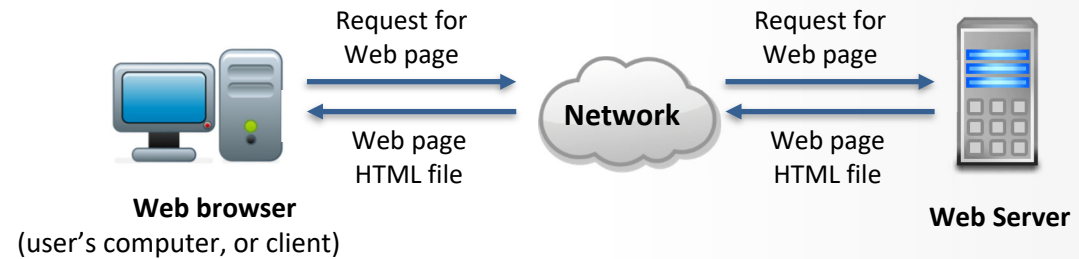 Request for
Web page
Request for
Web page
Network
Web page
HTML file
Web page
HTML file
Web browser
(user’s computer, or client)
Web Server